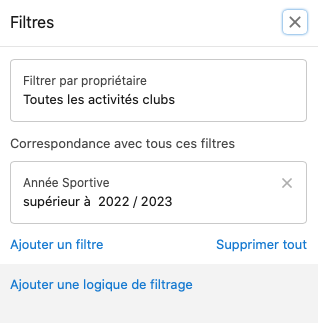 Filtres
Filtrer par propriétaire
Toutes les activités clubs
Correspondance avec tous ces filtres
Année Sportive
supérieur à 2022 / 2023
Ajouter un filtre
Supprimer tout
Ajouter une logique de filtrage